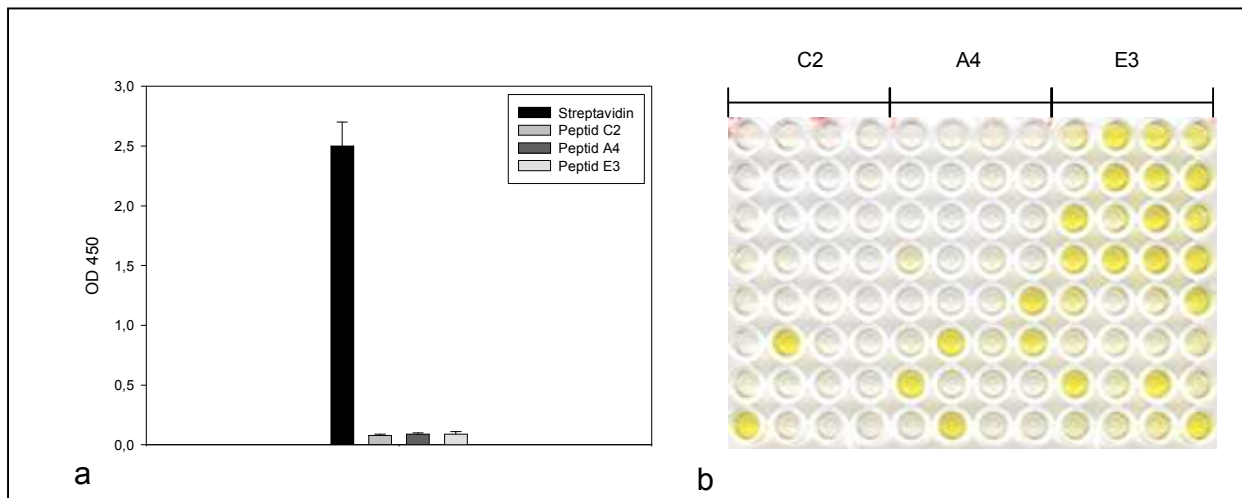 3,0
2,5
2,0
1,5
1,0
0,5
0,0
OD 450
Streptavidin
Peptid C2
Peptid A4
Peptid E3
a
C2 A4 E3
b